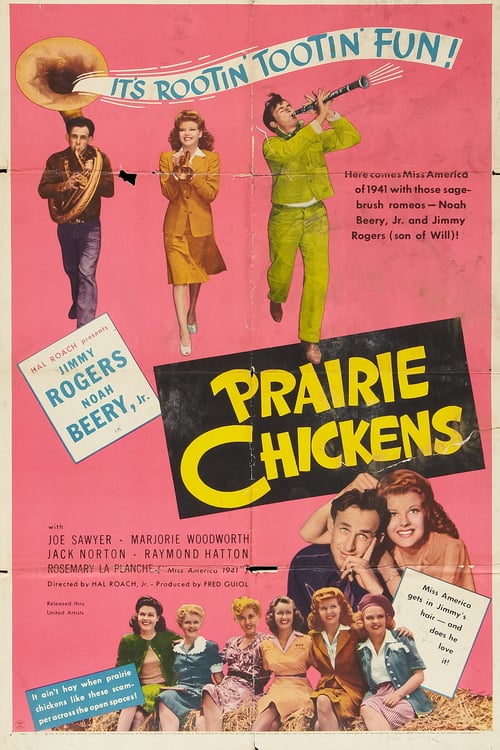 IT'S ROOTIN' TOOTIN' FUN!
Here comes Miss America
of 1941 with those sage-
brush romeos — Noah
Beery, Jr. and Jimmy
Rogers (son of Will)!
HAL ROACH presents
JIMMY
ROGERS
NOAH
BEERY, Jr.
in
PRAIRIE
CHICKENS
with
JOE SAWYER · MARJORIE WOODWORTH
JACK NORTON · RAYMOND HATTON
ROSEMARY LA PLANCHE · ("Miss America 1941")
Directed by HAL ROACH, Jr. · Produced by FRED GUIOL
Released thru
United Artists
Miss America
gets in Jimmy's
hair — and
does he
love
it!
It ain't hay when prairie
chickens like these scam-
per across the open spaces!